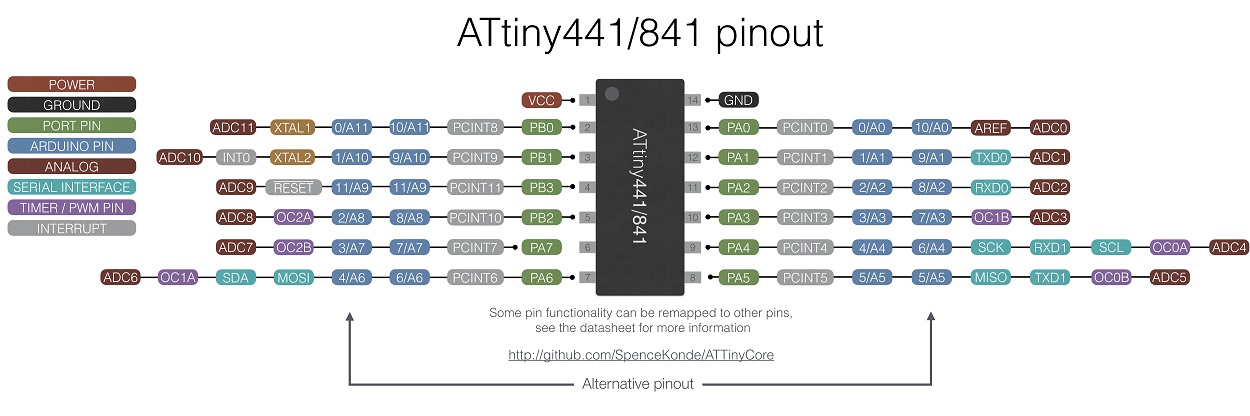 ATtiny441/841 pinout
POWER
GROUND
PORT PIN
ARDUINO PIN
ANALOG
SERIAL INTERFACE
TIMER / PWM PIN
INTERRUPT
VCC 1 14 GND
ADC11 XTAL1 0/A11 10/A11 PCINT8 PB0 2 13 PA0 PCINT0 0/A0 10/A0 AREF ADC0
ADC10 INT0 XTAL2 1/A10 9/A10 PCINT9 PB1 3 12 PA1 PCINT1 1/A1 9/A1 TXD0 ADC1
ADC9 RESET 11/A9 11/A9 PCINT11 PB3 4 11 PA2 PCINT2 2/A2 8/A2 RXD0 ADC2
ADC8 OC2A 2/A8 8/A8 PCINT10 PB2 5 10 PA3 PCINT3 3/A3 7/A3 OC1B ADC3
ADC7 OC2B 3/A7 7/A7 PCINT7 PA7 6 9 PA4 PCINT4 4/A4 6/A4 SCK RXD1 SCL OC0A ADC4
ADC6 OC1A SDA MOSI 4/A6 6/A6 PCINT6 PA6 7 8 PA5 PCINT5 5/A5 5/A5 MISO TXD1 OC0B ADC5
ATtiny441/841
Some pin functionality can be remapped to other pins,
see the datasheet for more information
http://github.com/SpenceKonde/ATTinyCore
Alternative pinout